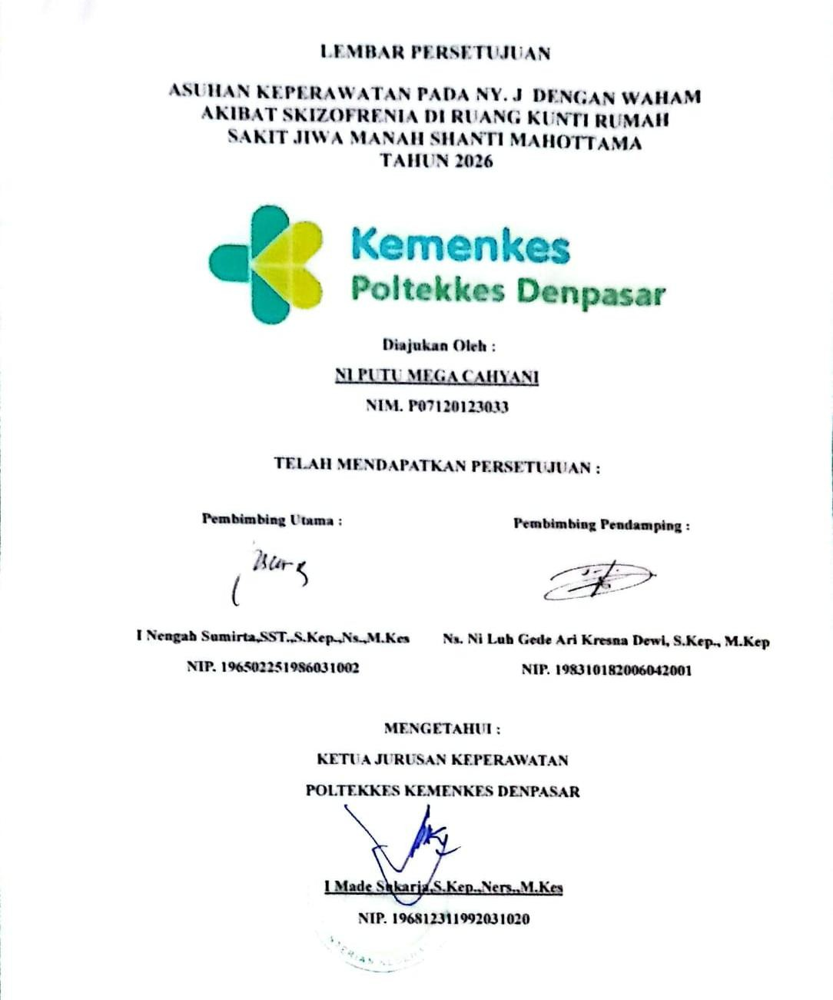 LEMBAR PERSETUJUAN
ASUHAN KEPERAWATAN PADA NY. J DENGAN WAHAM
AKIBAT SKIZOFRENIA DI RUANG KUNTI RUMAH
SAKIT JIWA MANAH SHANTI MAHOTTAMA
TAHUN 2026
Kemenkes
Poltekkes Denpasar
Diajukan Oleh :
NI PUTU MEGA CAHYANI
NIM. P07120123033
TELAH MENDAPATKAN PERSETUJUAN :
Pembimbing Utama :
Pembimbing Pendamping :
I Nengah Sumirta,SST.,S.Kep.,Ns.,M.Kes
Ns. Ni Luh Gede Ari Kresna Dewi, S.Kep., M.Kep
NIP. 196502251986031002
NIP. 198310182006042001
MENGETAHUI :
KETUA JURUSAN KEPERAWATAN
POLTEKKES KEMENKES DENPASAR
I Made Sukarja,S.Kep.,Ners.,M.Kes
NIP. 196812311992031020